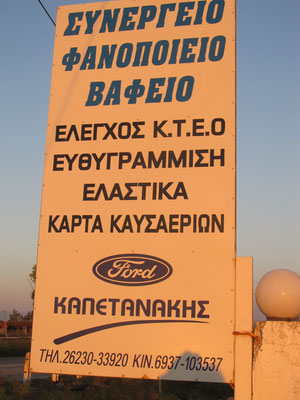 ΣΥΝΕΡΓΕΙΟ
ΦΑΝΟΠΟΙΕΙΟ
ΒΑΦΕΙΟ
ΕΛΕΓΧΟΣ Κ.Τ.Ε.Ο
ΕΥΘΥΓΡΑΜΜΙΣΗ
ΕΛΑΣΤΙΚΑ
ΚΑΡΤΑ ΚΑΥΣΑΕΡΙΩΝ
Ford
ΚΑΠΕΤΑΝΑΚΗΣ
ΤΗΛ.26230-33920 ΚΙΝ.6937-103537